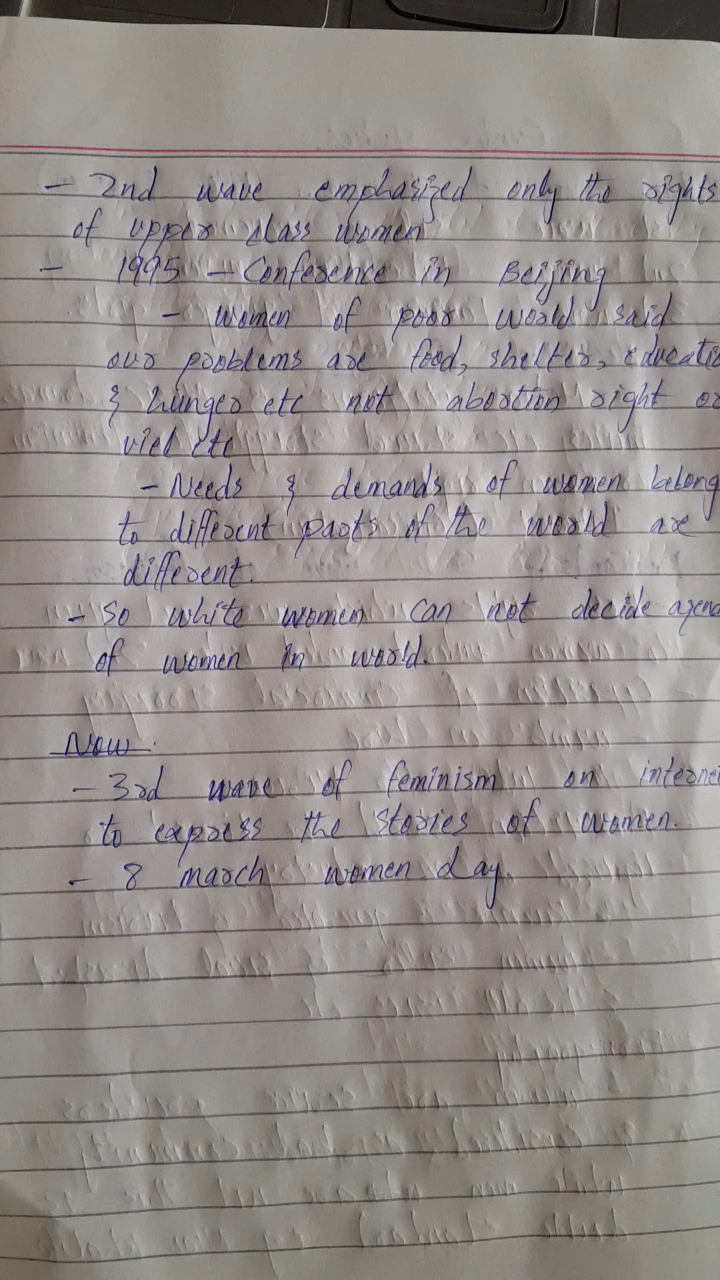 - 2nd wave emphasized only the rights
of upper class women
- 1995 - Conference in Beijing
- women of poor world said
our problems are food, shelter, educatio
& hunger etc not abortion right or
viel etc
- Needs & demands of women belong
to different parts of the world are
different.
- So white women can not decide agend
of women in world.
Now:
- 3rd wave of feminism on interne
to express the stories of women.
- 8 march women day.